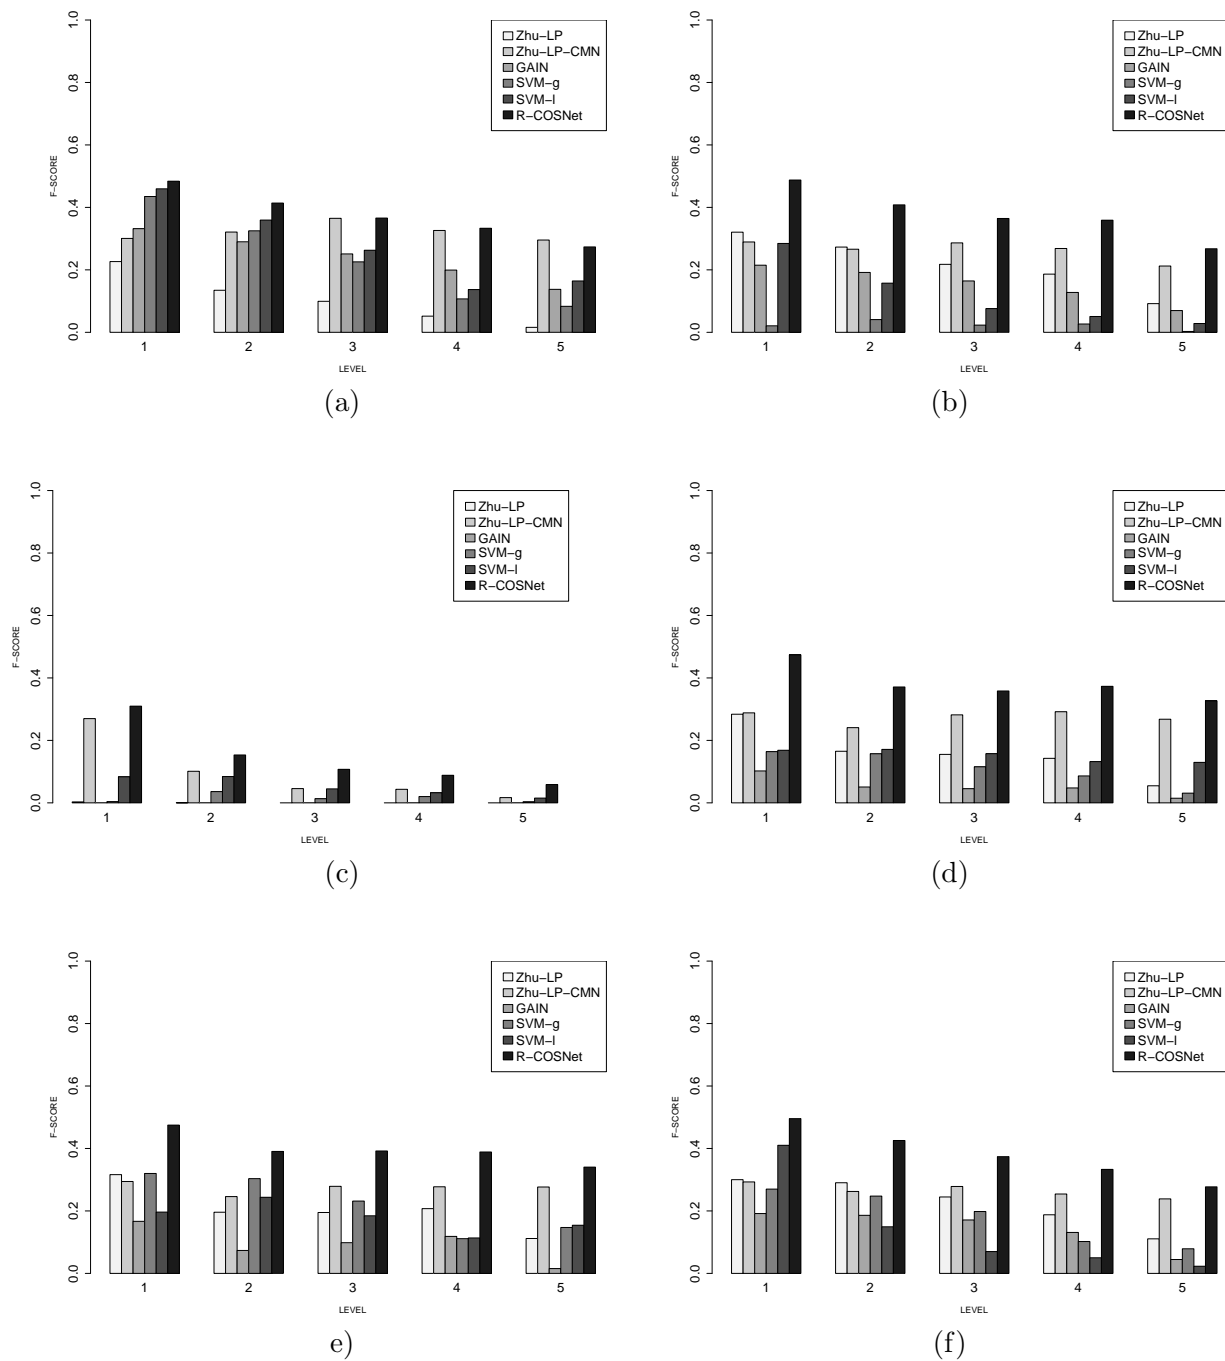 1.0
0.8
0.6
0.4
0.2
0.0
F−SCORE
Zhu−LP
Zhu−LP−CMN
GAIN
SVM−g
SVM−l
R−COSNet
1 2 3 4 5
LEVEL
(a)
1.0
0.8
0.6
0.4
0.2
0.0
F−SCORE
Zhu−LP
Zhu−LP−CMN
GAIN
SVM−g
SVM−l
R−COSNet
1 2 3 4 5
LEVEL
(b)
1.0
0.8
0.6
0.4
0.2
0.0
F−SCORE
Zhu−LP
Zhu−LP−CMN
GAIN
SVM−g
SVM−l
R−COSNet
1 2 3 4 5
LEVEL
(c)
1.0
0.8
0.6
0.4
0.2
0.0
F−SCORE
Zhu−LP
Zhu−LP−CMN
GAIN
SVM−g
SVM−l
R−COSNet
1 2 3 4 5
LEVEL
(d)
1.0
0.8
0.6
0.4
0.2
0.0
F−SCORE
Zhu−LP
Zhu−LP−CMN
GAIN
SVM−g
SVM−l
R−COSNet
1 2 3 4 5
LEVEL
e)
1.0
0.8
0.6
0.4
0.2
0.0
F−SCORE
Zhu−LP
Zhu−LP−CMN
GAIN
SVM−g
SVM−l
R−COSNet
1 2 3 4 5
LEVEL
(f)